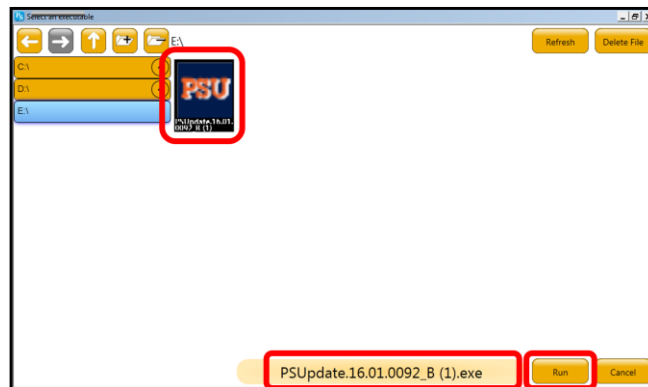 Select an executable
E:\
Refresh
Delete File
C:\
D:\
E:\
PSU
PSUpdate.16.01.
0092_B (1)
PSUpdate.16.01.0092_B (1).exe
Run
Cancel